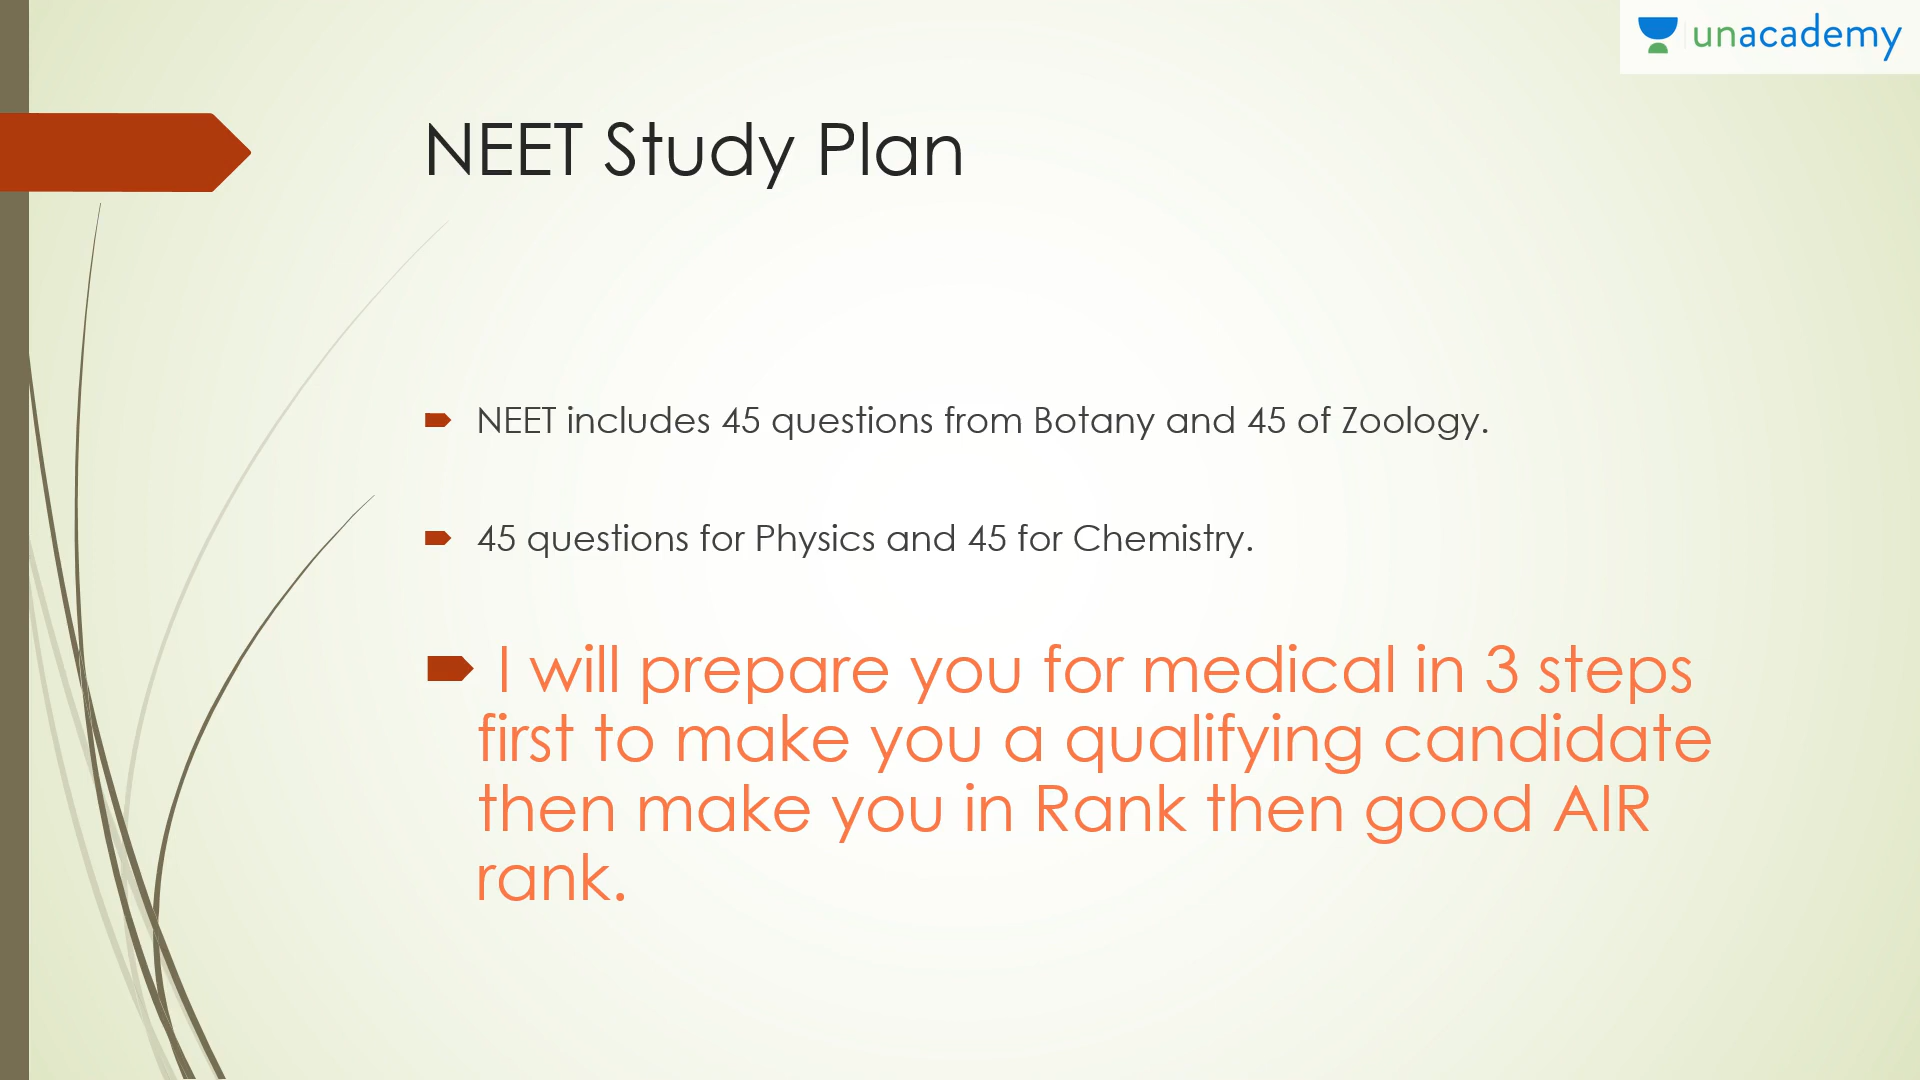 unacademy
NEET Study Plan
NEET includes 45 questions from Botany and 45 of Zoology.
45 questions for Physics and 45 for Chemistry.
I will prepare you for medical in 3 steps
first to make you a qualifying candidate
then make you in Rank then good AIR
rank.